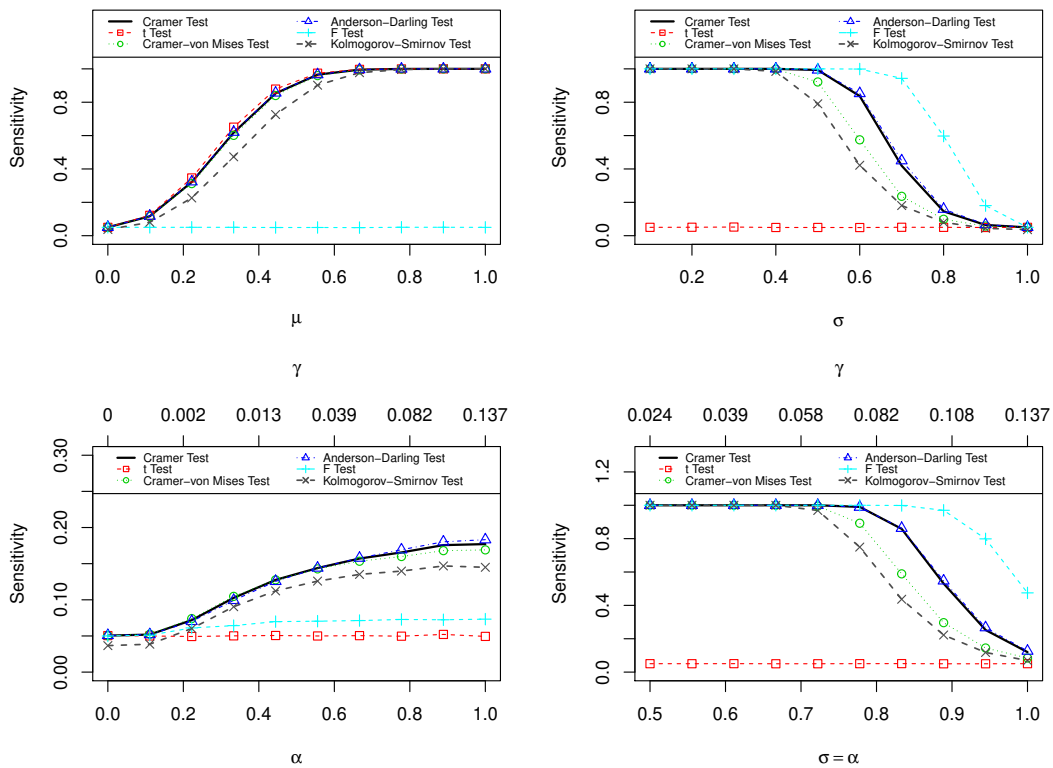 Cramer Test
t Test
Cramer−von Mises Test
Anderson−Darling Test
F Test
Kolmogorov−Smirnov Test
Sensitivity
0.0 0.4 0.8
0.0 0.2 0.4 0.6 0.8 1.0
μ
Cramer Test
t Test
Cramer−von Mises Test
Anderson−Darling Test
F Test
Kolmogorov−Smirnov Test
Sensitivity
0.0 0.4 0.8
0.2 0.4 0.6 0.8 1.0
σ
γ
0 0.002 0.013 0.039 0.082 0.137
Cramer Test
t Test
Cramer−von Mises Test
Anderson−Darling Test
F Test
Kolmogorov−Smirnov Test
Sensitivity
0.00 0.10 0.20 0.30
0.0 0.2 0.4 0.6 0.8 1.0
α
γ
0.024 0.039 0.058 0.082 0.108 0.137
Cramer Test
t Test
Cramer−von Mises Test
Anderson−Darling Test
F Test
Kolmogorov−Smirnov Test
Sensitivity
0.0 0.4 0.8 1.2
0.5 0.6 0.7 0.8 0.9 1.0
σ = α